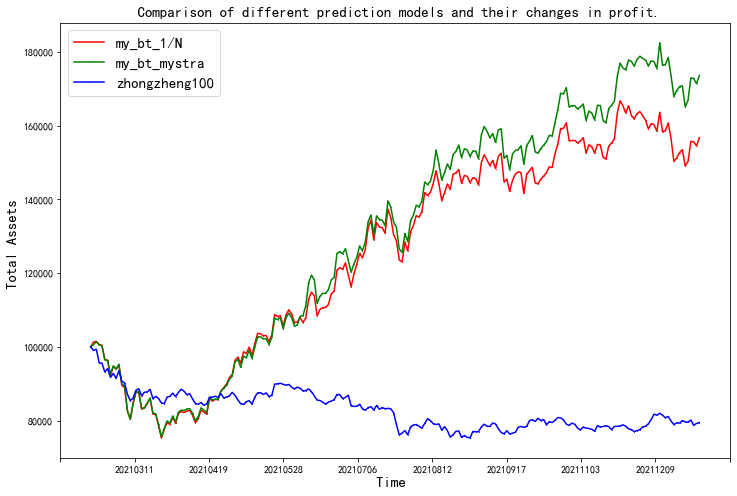 Comparison of different prediction models and their changes in profit.
my_bt_1/N
my_bt_mystra
zhongzheng100
180000
160000
140000
120000
100000
80000
Total Assets
20210311 20210419 20210528 20210706 20210812 20210917 20211103 20211209
Time